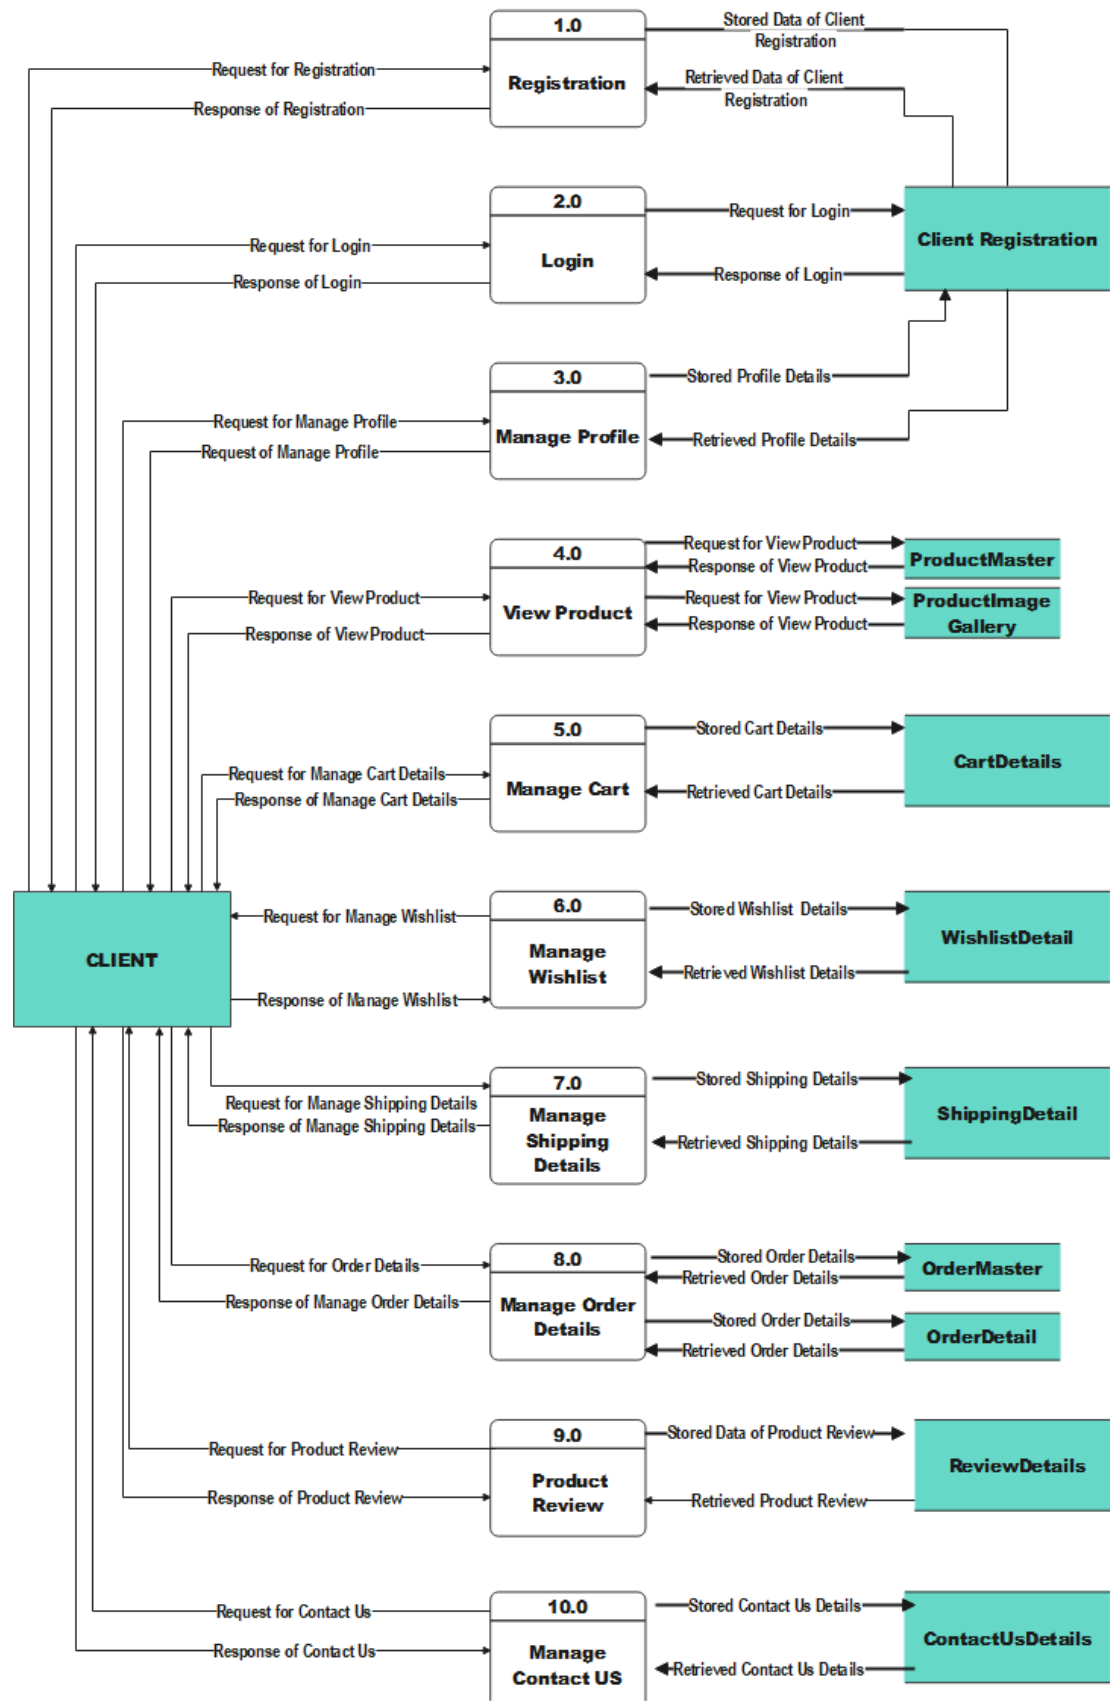 1.0
Stored Data of Client
Registration
Request for Registration
Registration
Retrieved Data of Client
Registration
Response of Registration
2.0
Request for Login
Request for Login
Login
Client Registration
Response of Login
Response of Login
3.0
Stored Profile Details
Request for Manage Profile
Manage Profile
Retrieved Profile Details
Request of Manage Profile
4.0
Request for View Product
ProductMaster
Response of View Product
Request for View Product
View Product
Request for View Product
ProductImage
Gallery
Response of View Product
Response of View Product
5.0
Stored Cart Details
CartDetails
Request for Manage Cart Details
Manage Cart
Retrieved Cart Details
Response of Manage Cart Details
CLIENT
Request for Manage Wishlist
6.0
Stored Wishlist Details
WishlistDetail
Manage
Wishlist
Retrieved Wishlist Details
Response of Manage Wishlist
7.0
Stored Shipping Details
Request for Manage Shipping Details
Manage
Shipping
Details
ShippingDetail
Response of Manage Shipping Details
Retrieved Shipping Details
8.0
Stored Order Details
OrderMaster
Request for Order Details
Retrieved Order Details
Response of Manage Order Details
Manage Order
Details
Stored Order Details
OrderDetail
Retrieved Order Details
9.0
Stored Data of Product Review
Request for Product Review
ReviewDetails
Product
Review
Response of Product Review
Retrieved Product Review
10.0
Stored Contact Us Details
Request for Contact Us
ContactUsDetails
Response of Contact Us
Manage
Contact US
Retrieved Contact Us Details